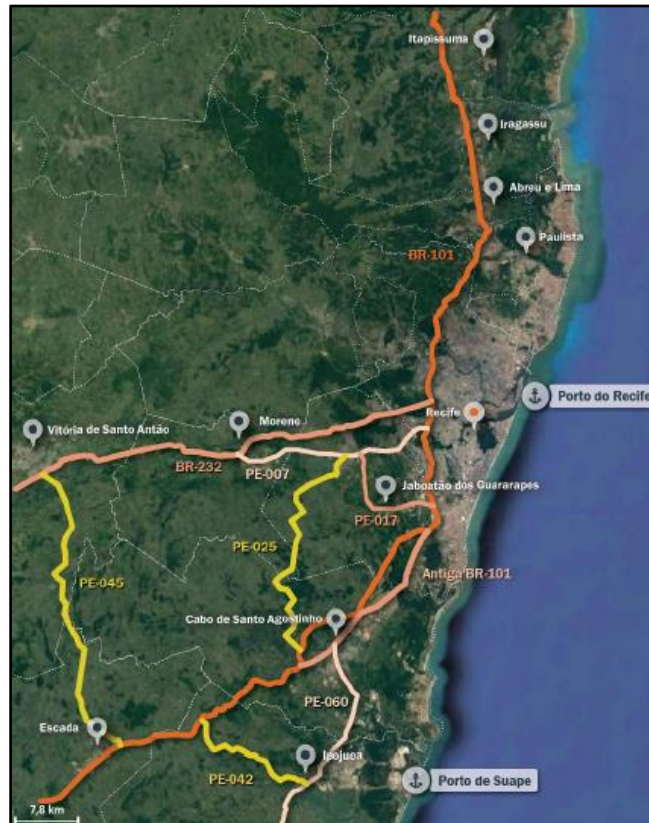 Itapissuma
Iragassu
Abreu e Lima
Paulista
BR-101
Porto do Recife
Recife
Moreno
Vitória de Santo Antão
BR-232
PE-007
Jaboatão dos Guararapes
PE-017
PE-025
PE-045
Antiga BR-101
Cabo de Santo Agostinho
PE-060
Escada
Ipojuca
PE-042
Porto de Suape
7,8 km